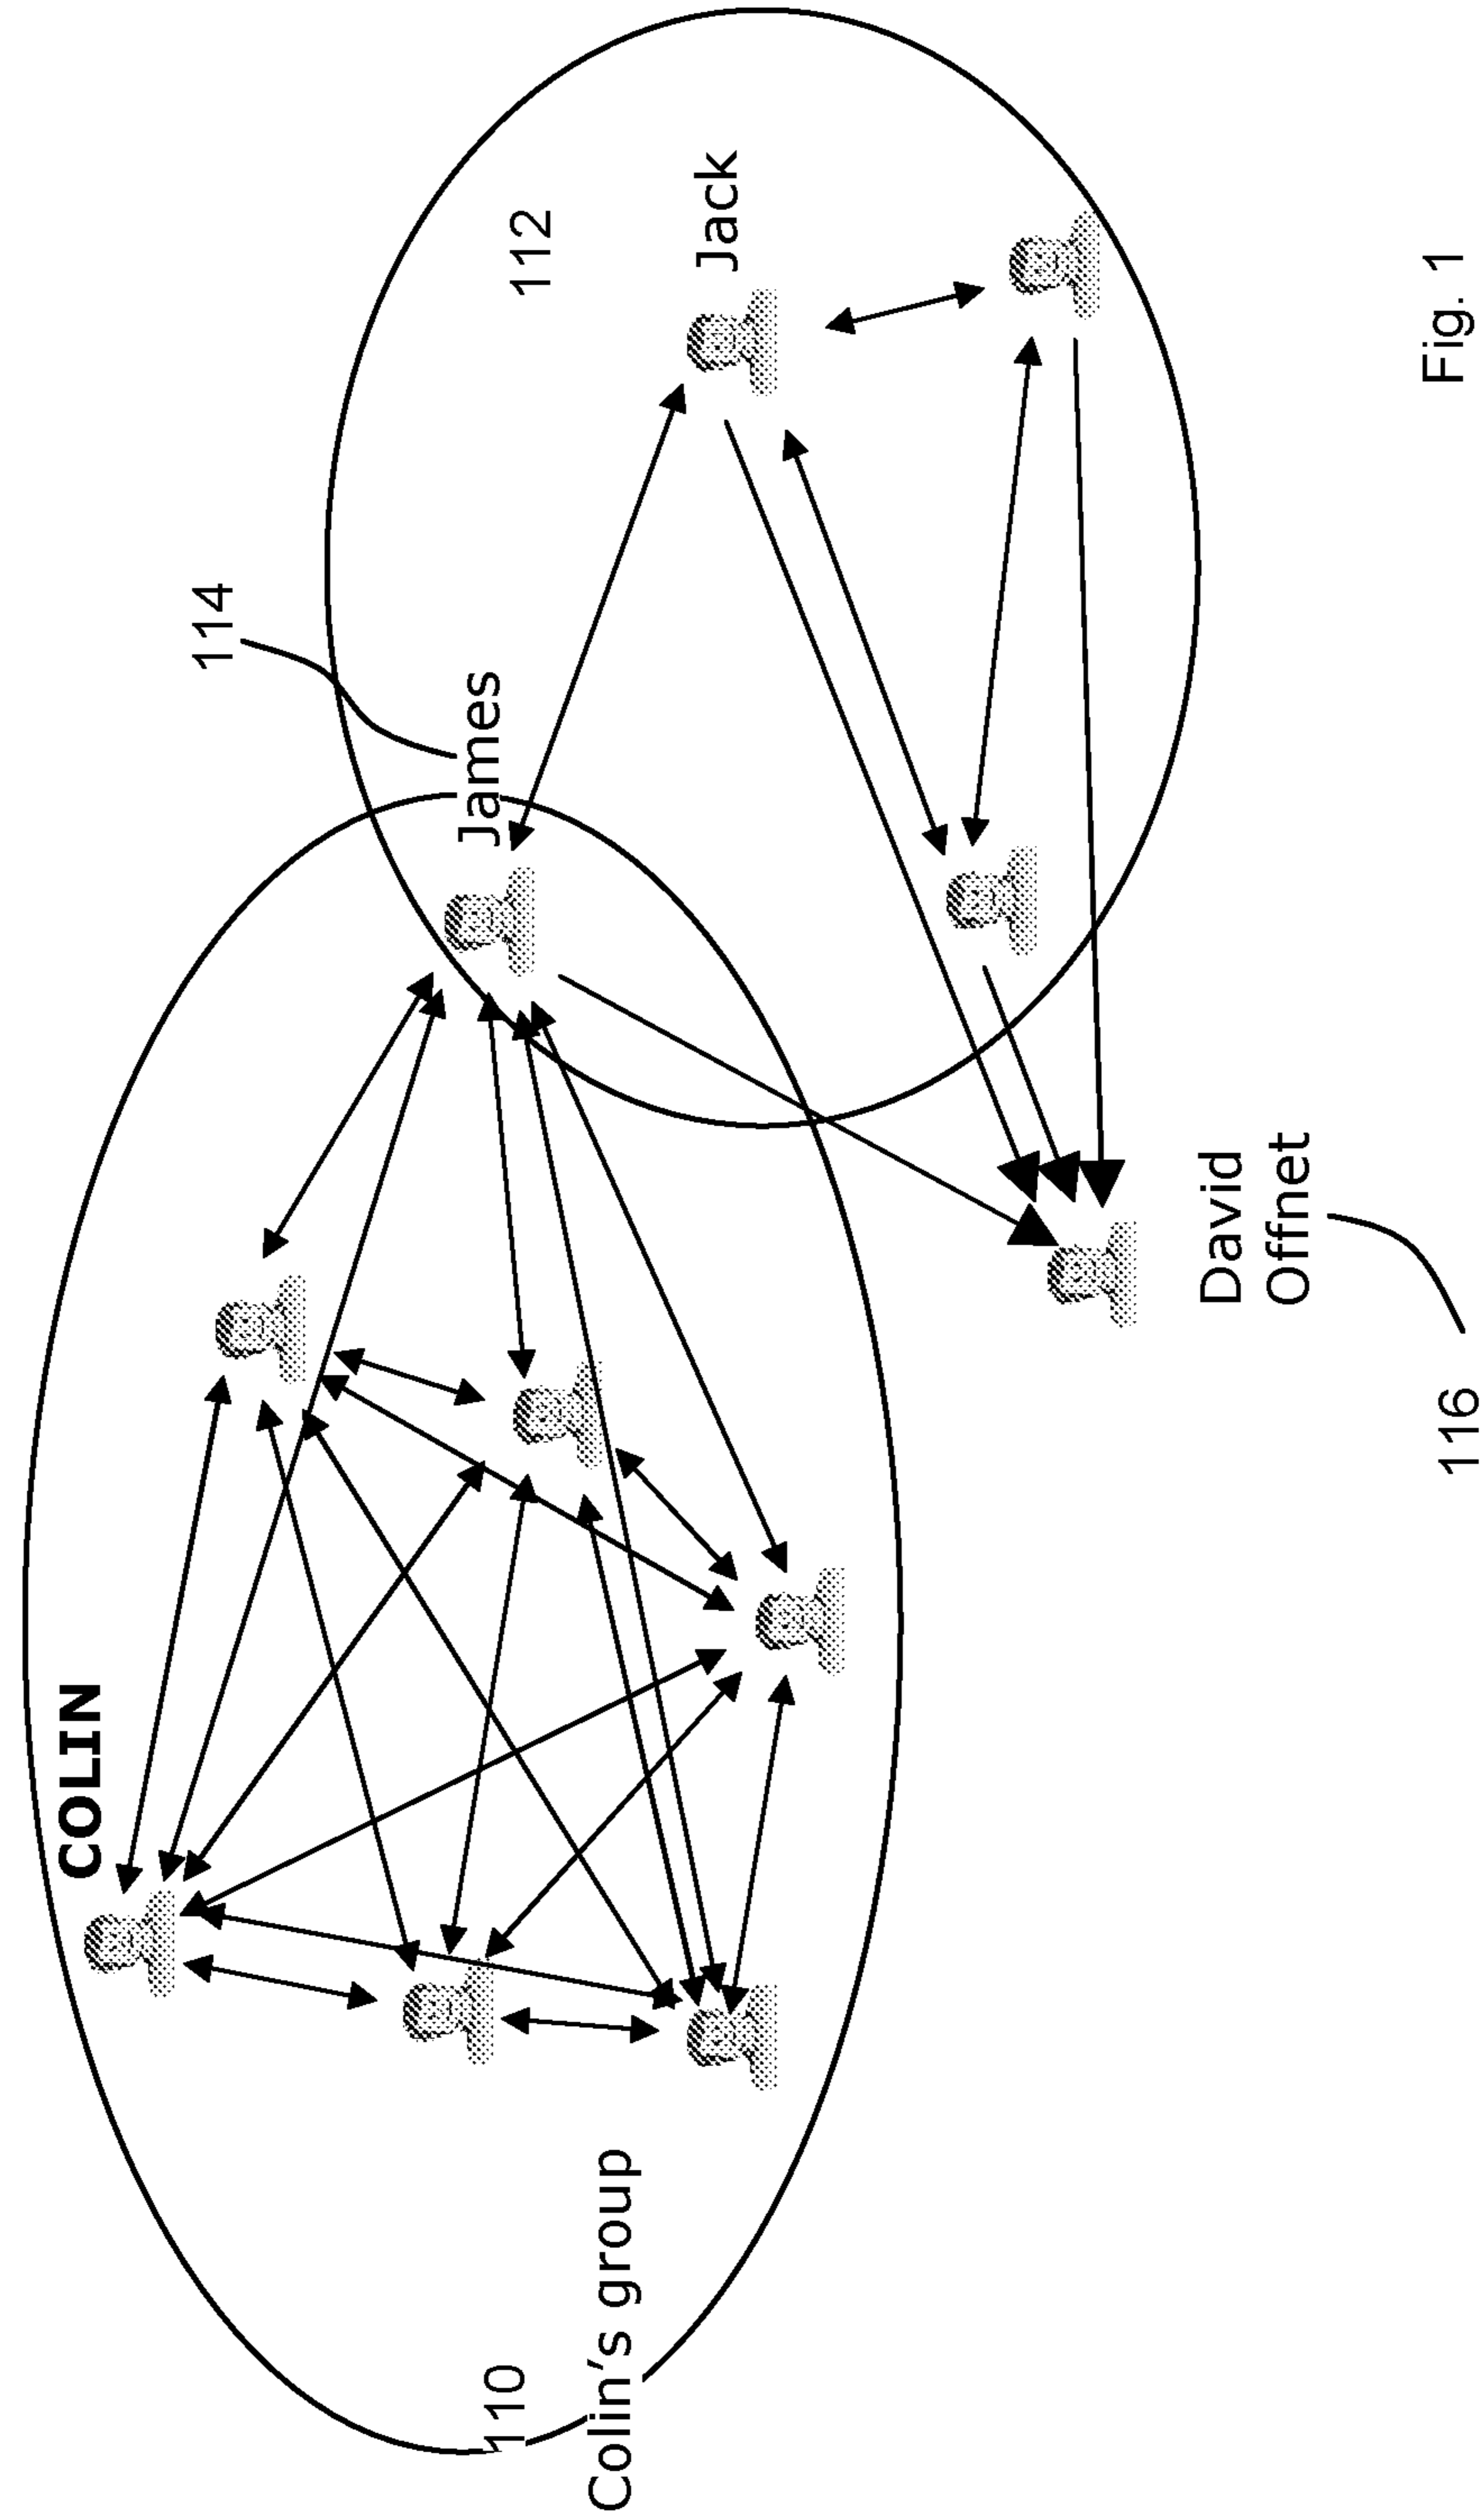 COLIN
110
Colin's group
114
James
112
Jack
David
Offnet
116
Fig. 1